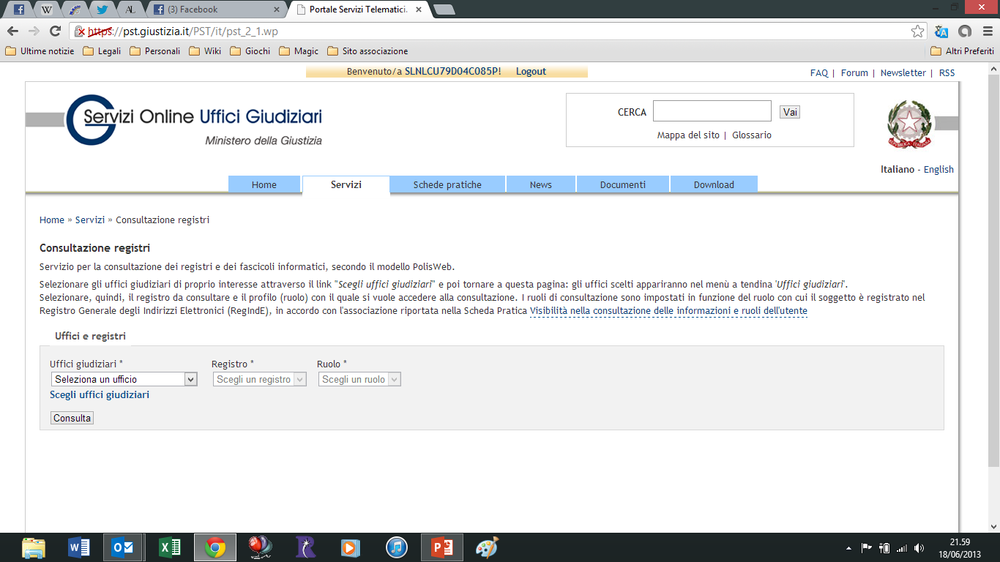 (3) Facebook
Portale Servizi Telematici.
https://pst.giustizia.it/PST/it/pst_2_1.wp
Ultime notizie Legali Personali Wiki Giochi Magic Sito associazione Altri Preferiti
Benvenuto/a SLNLCU79D04C085P! Logout
FAQ | Forum | Newsletter | RSS
Servizi Online Uffici Giudiziari
Ministero della Giustizia
CERCA Vai
Mappa del sito | Glossario
Italiano - English
Home Servizi Schede pratiche News Documenti Download
Home » Servizi » Consultazione registri
Consultazione registri
Servizio per la consultazione dei registri e dei fascicoli informatici, secondo il modello PolisWeb.
Selezionare gli uffici giudiziari di proprio interesse attraverso il link "Scegli uffici giudiziari" e poi tornare a questa pagina: gli uffici scelti appariranno nel menù a tendina 'Uffici giudiziari'.
Selezionare, quindi, il registro da consultare e il profilo (ruolo) con il quale si vuole accedere alla consultazione. I ruoli di consultazione sono impostati in funzione del ruolo con cui il soggetto è registrato nel
Registro Generale degli Indirizzi Elettronici (RegIndE), in accordo con l'associazione riportata nella Scheda Pratica Visibilità nella consultazione delle informazioni e ruoli dell'utente
Uffici e registri
Uffici giudiziari * Registro * Ruolo *
Seleziona un ufficio Scegli un registro Scegli un ruolo
Scegli uffici giudiziari
Consulta
21.59
18/06/2013